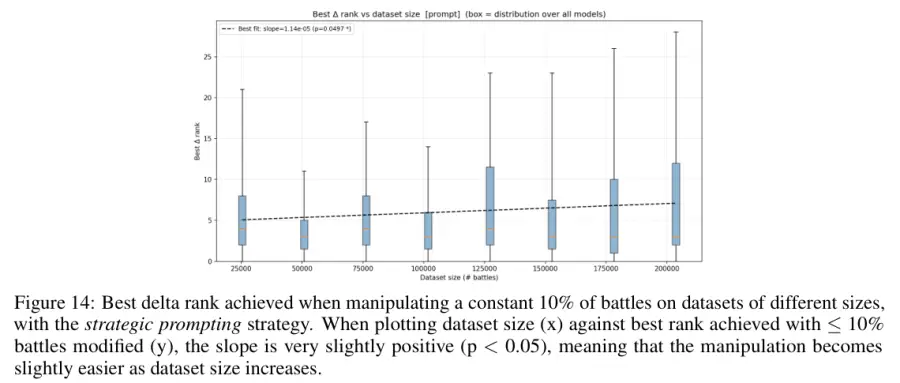 Best Δ rank vs dataset size [prompt] (box = distribution over all models)
Best fit: slope=1.14e-05 (p=0.0497 *)
Best Δ rank
25
20
15
10
5
0
25000 50000 75000 100000 125000 150000 175000 200000
Dataset size (# battles)
Figure 14: Best delta rank achieved when manipulating a constant 10% of battles on datasets of different sizes,
with the strategic prompting strategy. When plotting dataset size (x) against best rank achieved with ≤ 10%
battles modified (y), the slope is very slightly positive (p < 0.05), meaning that the manipulation becomes
slightly easier as dataset size increases.